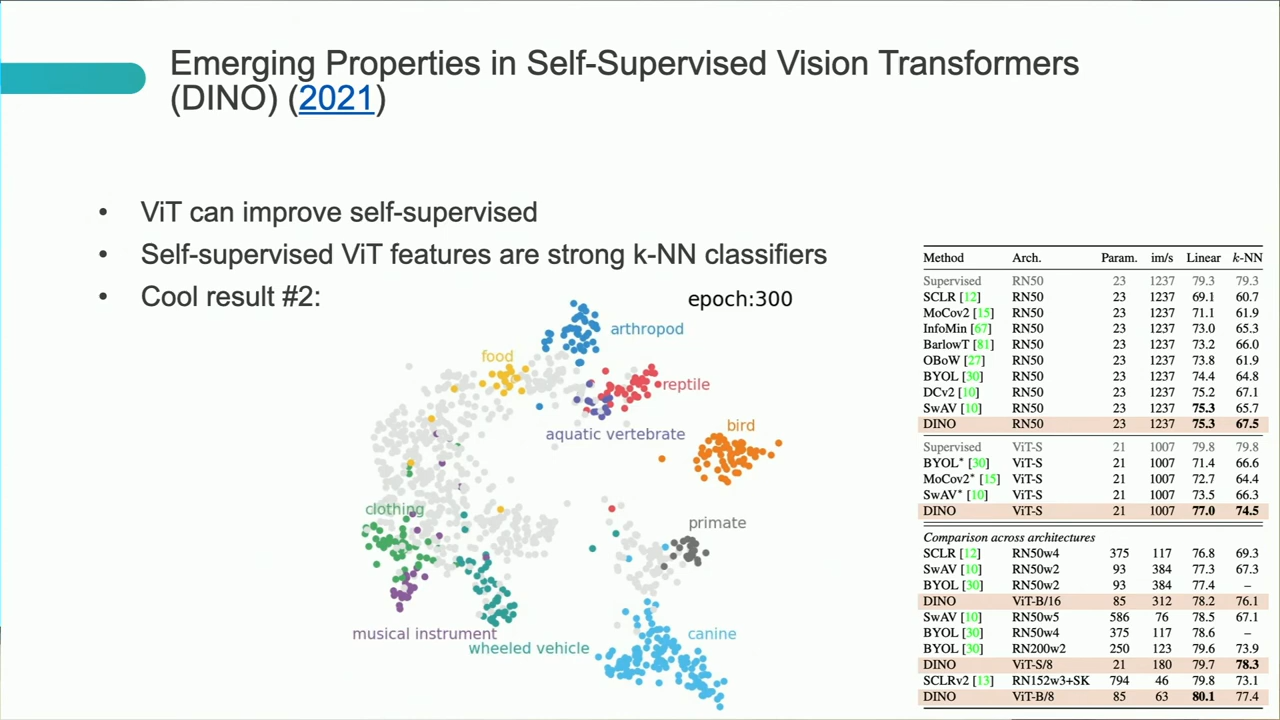 Emerging Properties in Self-Supervised Vision Transformers
(DINO) (2021)
• ViT can improve self-supervised
• Self-supervised ViT features are strong k-NN classifiers
• Cool result #2:
epoch:300
arthropod
food
reptile
aquatic vertebrate
bird
clothing
primate
musical instrument
canine
wheeled vehicle
Method Arch. Param. im/s Linear k-NN
Supervised RN50 23 1237 79.3 79.3
SCLR [12] RN50 23 1237 69.1 60.7
MoCov2 [15] RN50 23 1237 71.1 61.9
InfoMin [67] RN50 23 1237 73.0 65.3
BarlowT [81] RN50 23 1237 73.2 66.0
OBoW [27] RN50 23 1237 73.8 61.9
BYOL [30] RN50 23 1237 74.4 64.8
DCv2 [10] RN50 23 1237 75.2 67.1
SwAV [10] RN50 23 1237 75.3 65.7
DINO RN50 23 1237 75.3 67.5
Supervised ViT-S 21 1007 79.8 79.8
BYOL* [30] ViT-S 21 1007 71.4 66.6
MoCov2* [15] ViT-S 21 1007 72.7 64.4
SwAV* [10] ViT-S 21 1007 73.5 66.3
DINO ViT-S 21 1007 77.0 74.5
Comparison across architectures
SCLR [12] RN50w4 375 117 76.8 69.3
SwAV [10] RN50w2 93 384 77.3 67.3
BYOL [30] RN50w2 93 384 77.4 –
DINO ViT-B/16 85 312 78.2 76.1
SwAV [10] RN50w5 586 76 78.5 67.1
BYOL [30] RN50w4 375 117 78.6 –
BYOL [30] RN200w2 250 123 79.6 73.9
DINO ViT-S/8 21 180 79.7 78.3
SCLRv2 [13] RN152w3+SK 794 46 79.8 73.1
DINO ViT-B/8 85 63 80.1 77.4